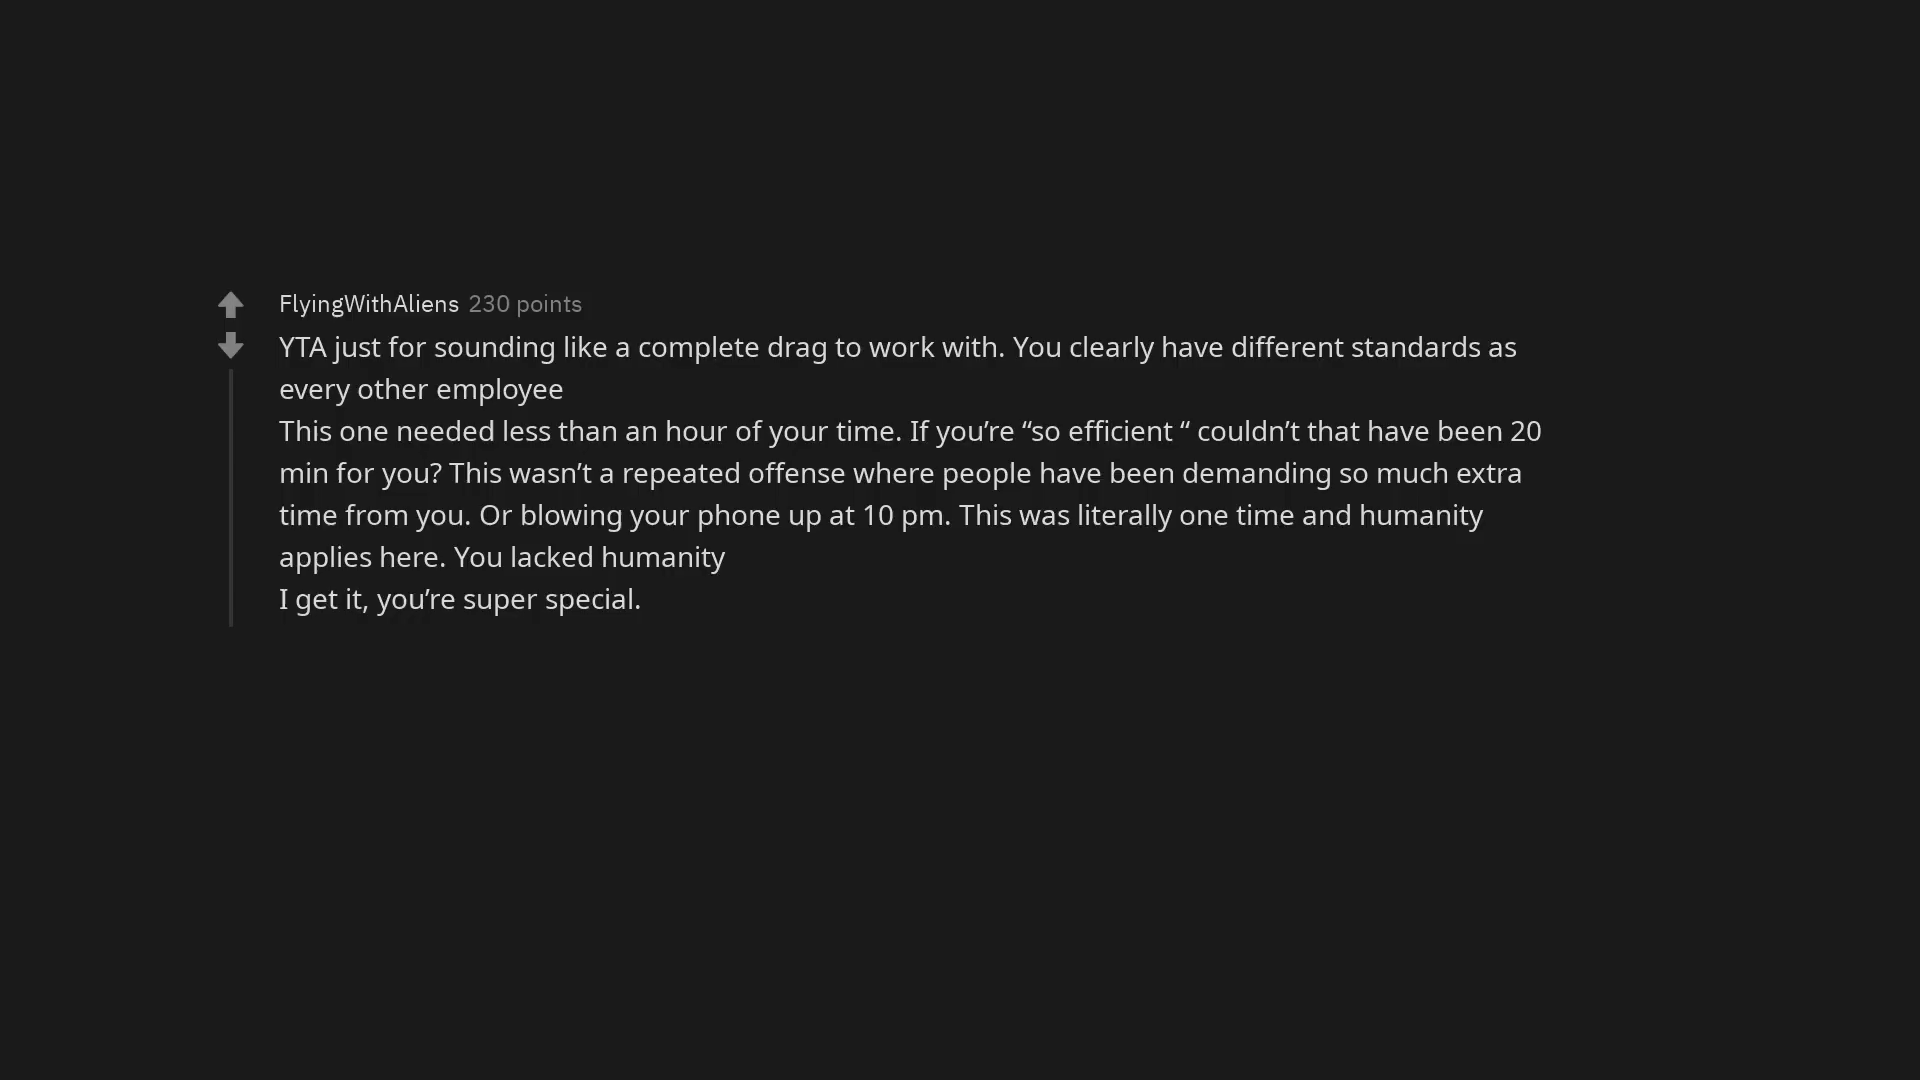 FlyingWithAliens 230 points
YTA just for sounding like a complete drag to work with. You clearly have different standards as
every other employee
This one needed less than an hour of your time. If you’re “so efficient “ couldn’t that have been 20
min for you? This wasn’t a repeated offense where people have been demanding so much extra
time from you. Or blowing your phone up at 10 pm. This was literally one time and humanity
applies here. You lacked humanity
I get it, you’re super special.